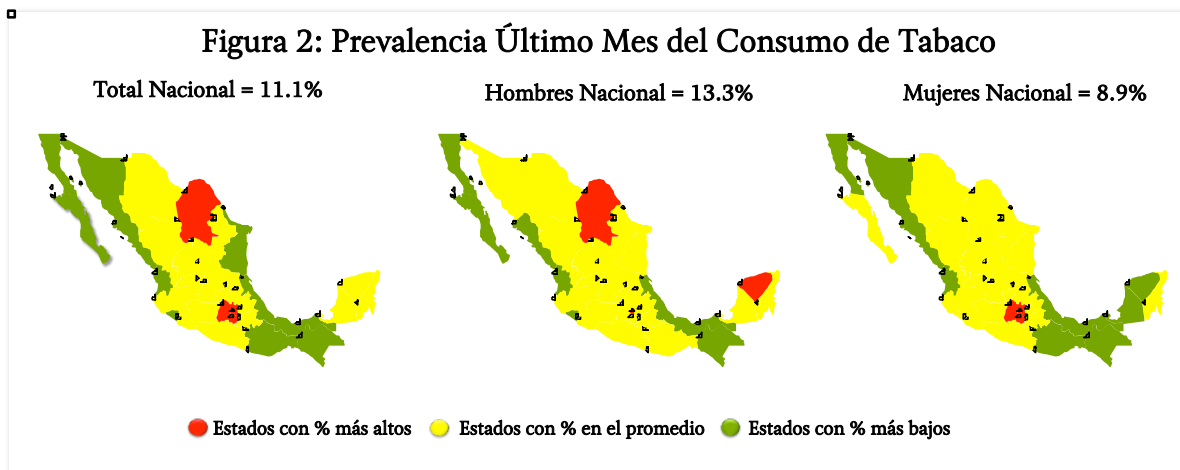 Figura 2: Prevalencia Último Mes del Consumo de Tabaco
Total Nacional = 11.1%
Hombres Nacional = 13.3%
Mujeres Nacional = 8.9%
Estados con % más altos
Estados con % en el promedio
Estados con % más bajos